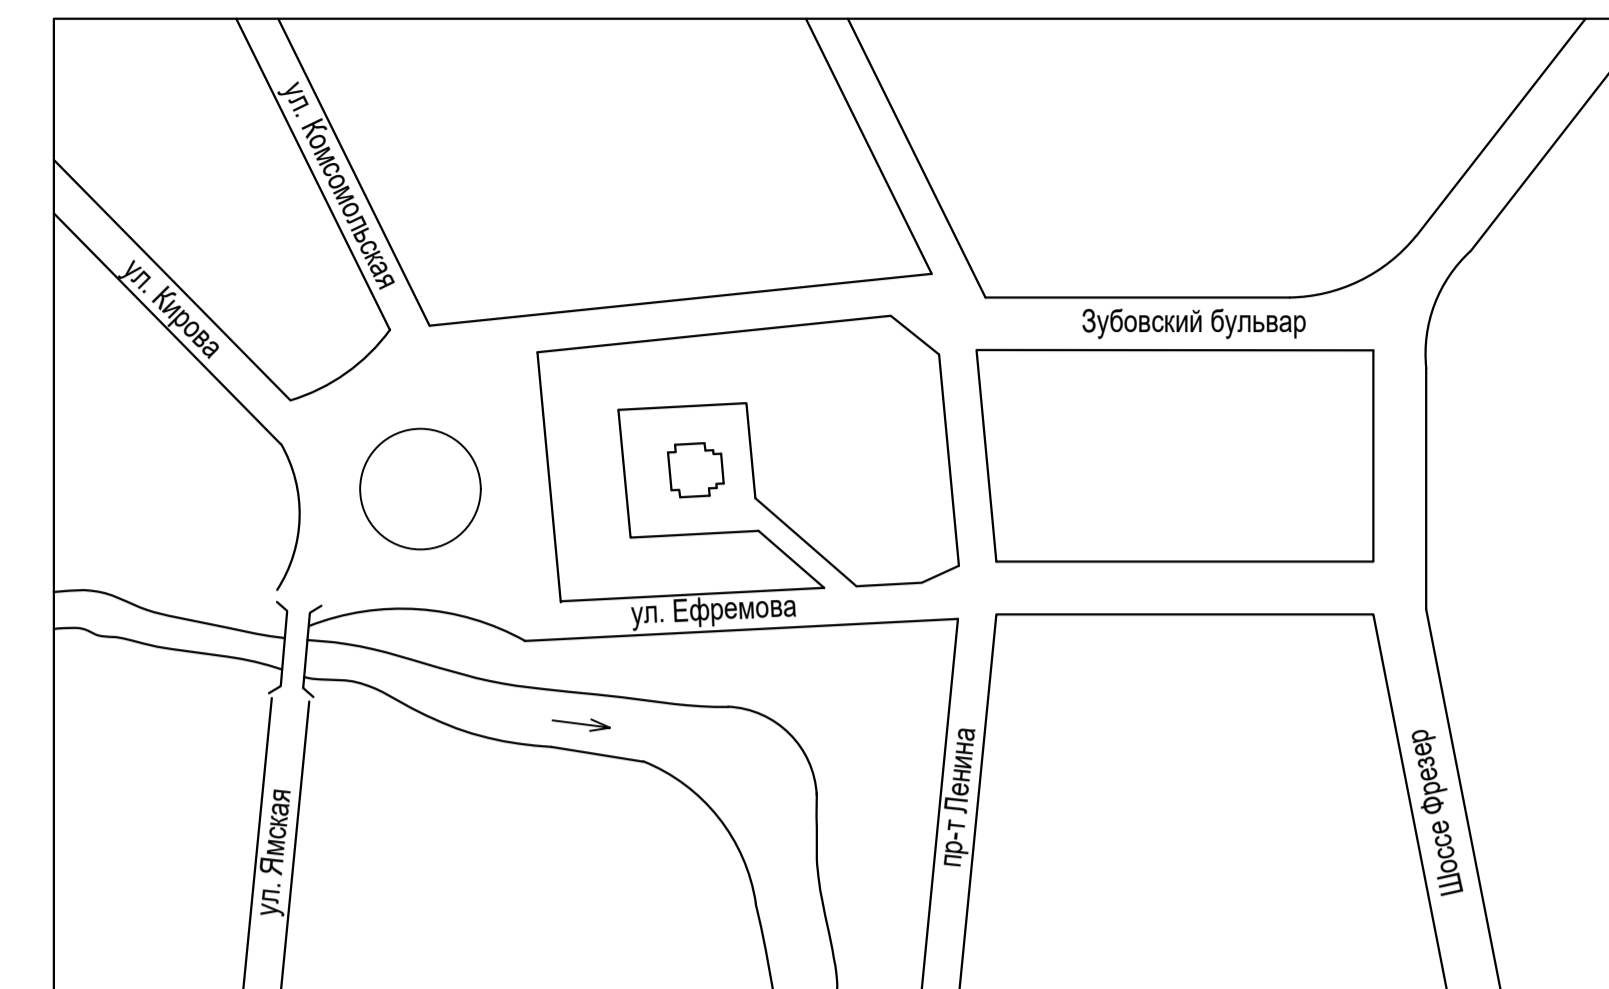 ул. Комсомольская
ул. Кирова
Зубовский бульвар
ул. Ефремова
пр-т Ленина
Шоссе Фрезер
ул. Ямская